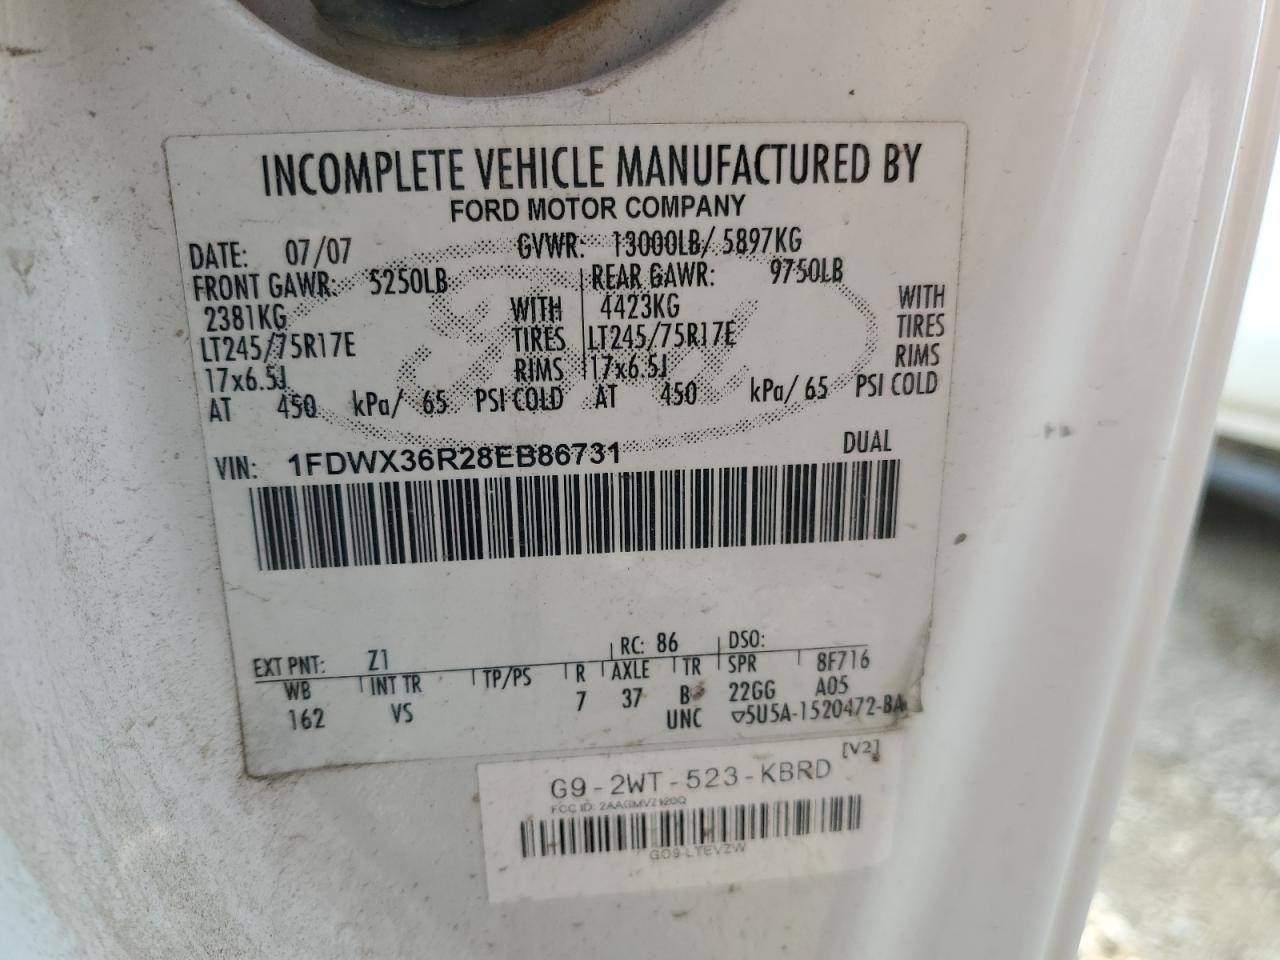 INCOMPLETE VEHICLE MANUFACTURED BY
FORD MOTOR COMPANY
DATE: 07/07 GVWR: 13000LB/ 5897KG
FRONT GAWR: 5250LB REAR GAWR: 9750LB
2381KG WITH 4423KG WITH
LT245/75R17E TIRES LT245/75R17E TIRES
17x6.5J RIMS 17x6.5J RIMS
AT 450 kPa/ 65 PSI COLD AT 450 kPa/ 65 PSI COLD
VIN: 1FDWX36R28EB86731 DUAL
RC: 86 DSO:
EXT PNT: Z1 8F716
WB INT TR TP/PS R AXLE TR SPR A05
162 VS 7 37 B 22GG
UNC ▽5U5A-1520472-BA
[V2]
G9-2WT-523-KBRD
FCC ID:
GO9-LTEVZW